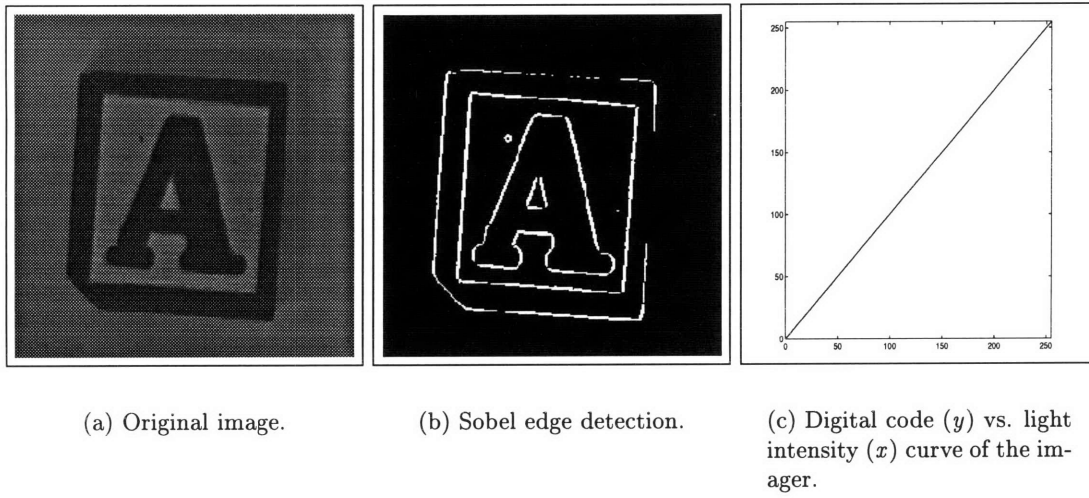 A
250
200
150
100
50
0
0 50 100 150 200 250
(a) Original image.
(b) Sobel edge detection.
(c) Digital code (y) vs. light
intensity (x) curve of the im-
ager.